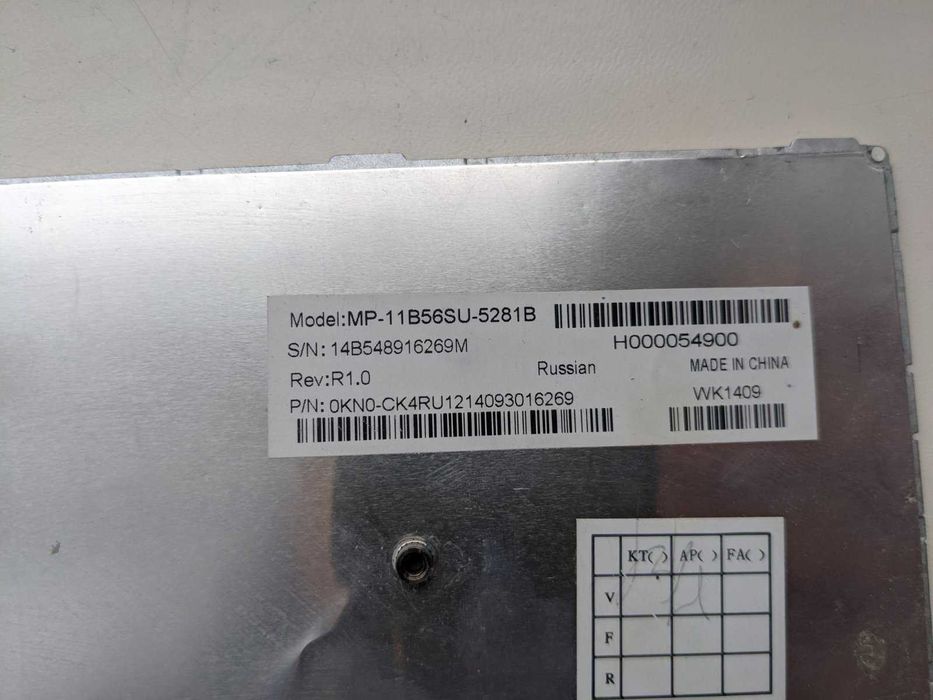 Model:MP-11B56SU-5281B
H000054900
S/N: 14B548916269M
Russian MADE IN CHINA
Rev:R1.0
WK1409
P/N: 0KN0-CK4RU1214093016269
KT( ) AP( ) FA( )
V
F
R